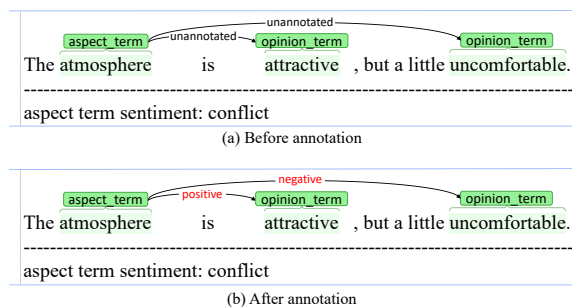 unannotated
aspect_term unannotated opinion_term opinion_term
The atmosphere is attractive , but a little uncomfortable.
aspect term sentiment: conflict
(a) Before annotation
negative
aspect_term positive opinion_term opinion_term
The atmosphere is attractive , but a little uncomfortable.
aspect term sentiment: conflict
(b) After annotation